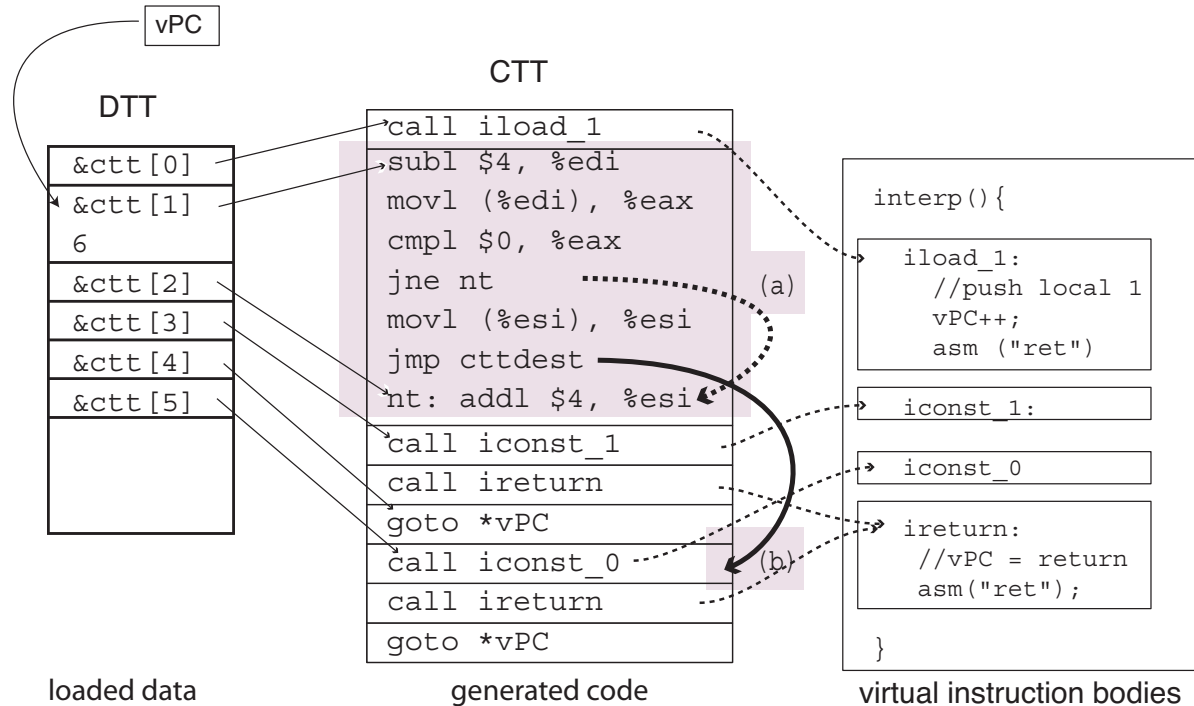 vPC
DTT
&ctt[0]
&ctt[1]
6
&ctt[2]
&ctt[3]
&ctt[4]
&ctt[5]
loaded data
CTT
call iload_1
subl $4, %edi
movl (%edi), %eax
cmpl $0, %eax
jne nt
movl (%esi), %esi
jmp cttdest
nt: addl $4, %esi
call iconst_1
call ireturn
goto *vPC
call iconst_0
call ireturn
goto *vPC
(a)
(b)
generated code
interp(){
iload_1:
//push local 1
vPC++;
asm ("ret")
iconst_1:
iconst_0
ireturn:
//vPC = return
asm("ret");
}
virtual instruction bodies